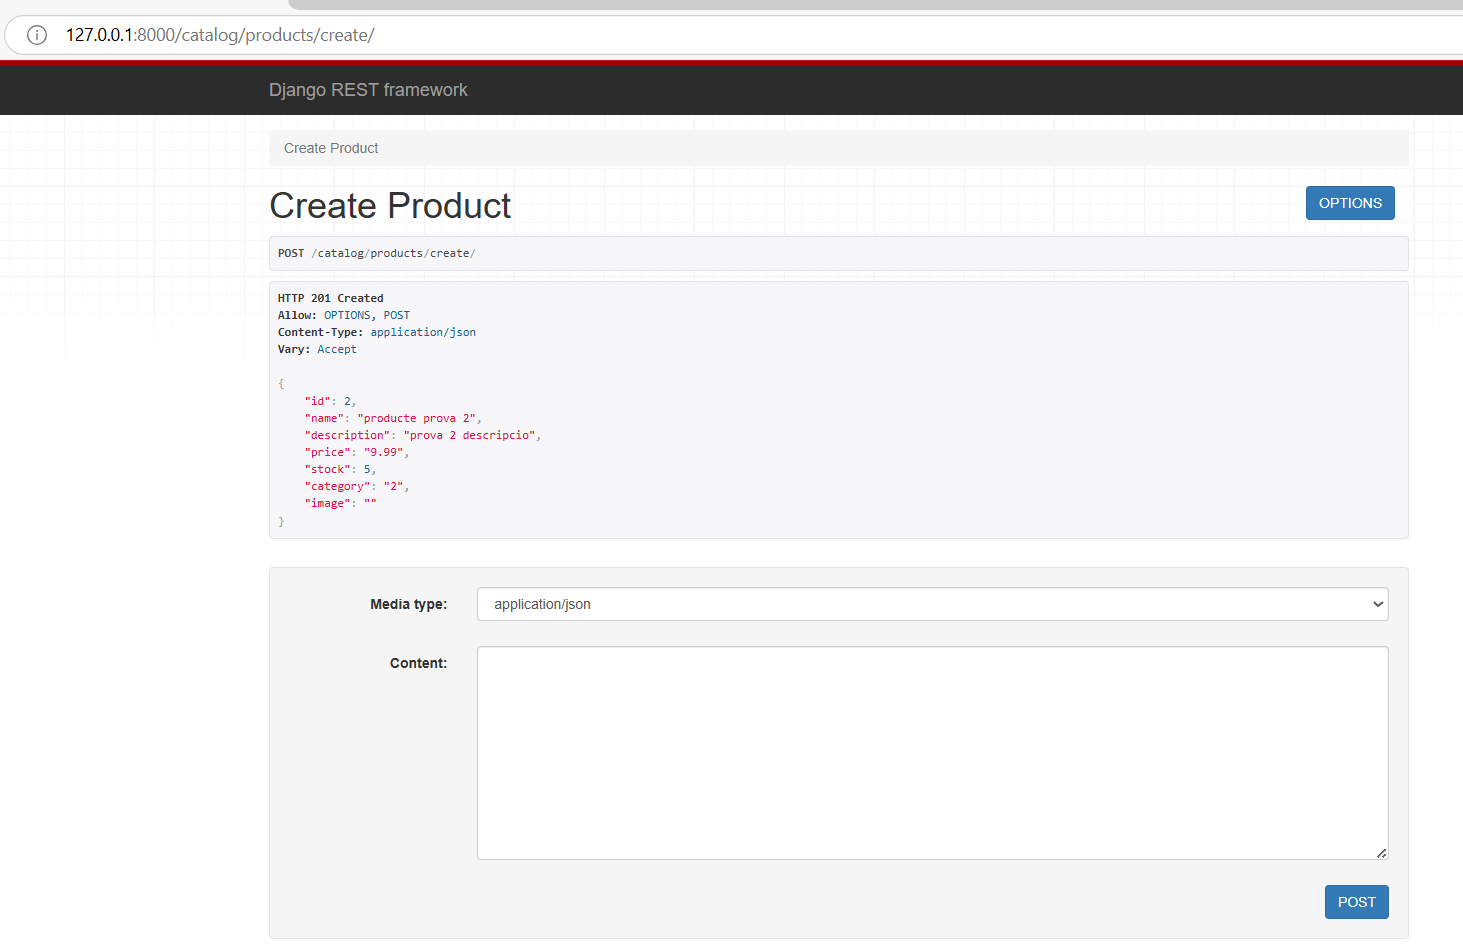 127.0.0.1:8000/catalog/products/create/
Django REST framework
Create Product
Create Product
OPTIONS
POST /catalog/products/create/
HTTP 201 Created
Allow: OPTIONS, POST
Content-Type: application/json
Vary: Accept
{
    "id": 2,
    "name": "producte prova 2",
    "description": "prova 2 descripcio",
    "price": "9.99",
    "stock": 5,
    "category": "2",
    "image": ""
}
Media type:
application/json
Content:
POST